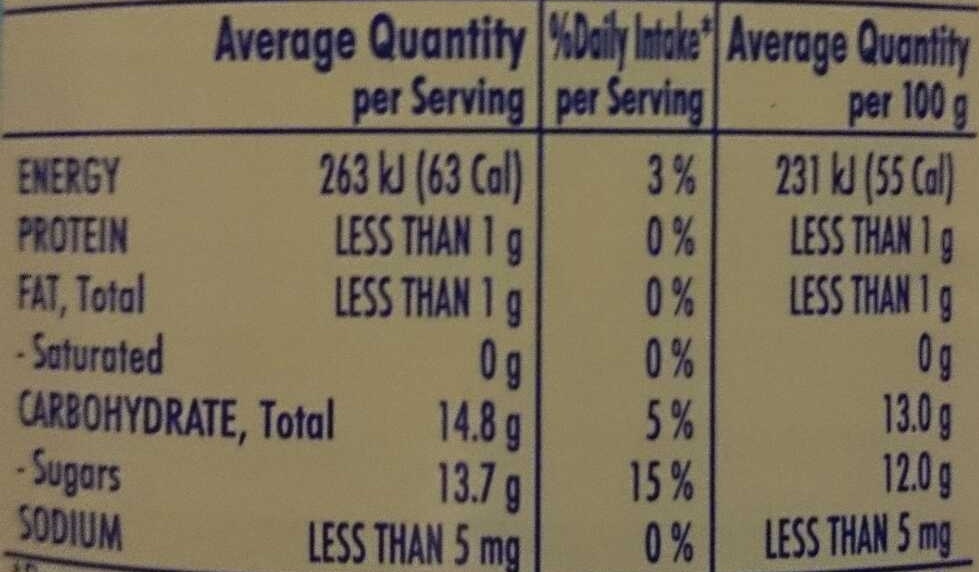 Average Quantity %Daily Intake* Average Quantity
per Serving per Serving per 100 g
ENERGY 263 kJ (63 Cal) 3 % 231 kJ (55 Cal)
PROTEIN LESS THAN 1 g 0 % LESS THAN 1 g
FAT, Total LESS THAN 1 g 0 % LESS THAN 1 g
- Saturated 0 g 0 % 0 g
CARBOHYDRATE, Total 14.8 g 5 % 13.0 g
- Sugars 13.7 g 15 % 12.0 g
SODIUM LESS THAN 5 mg 0 % LESS THAN 5 mg